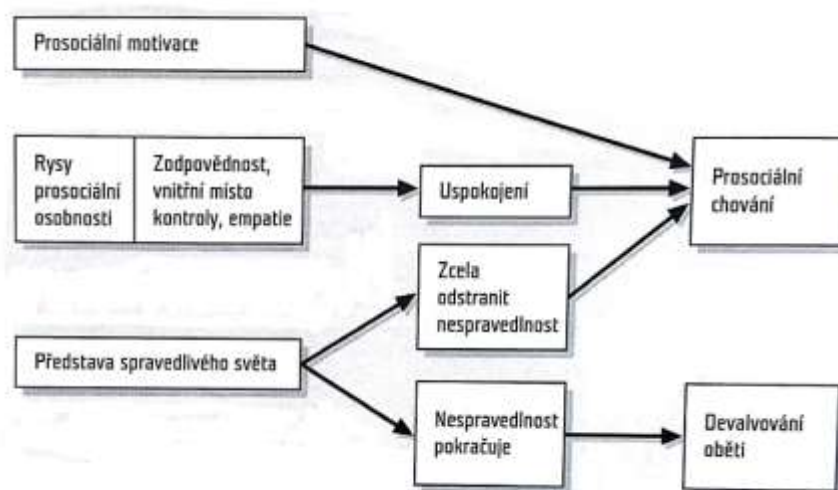 Prosociální motivace
Rysy
prosociální
osobnosti
Zodpovědnost,
vnitřní místo
kontroly, empatie
Uspokojení
Prosociální
chování
Zcela
odstranit
nespravedlnost
Představa spravedlivého světa
Nespravedlnost
pokračuje
Devalvování
obětí